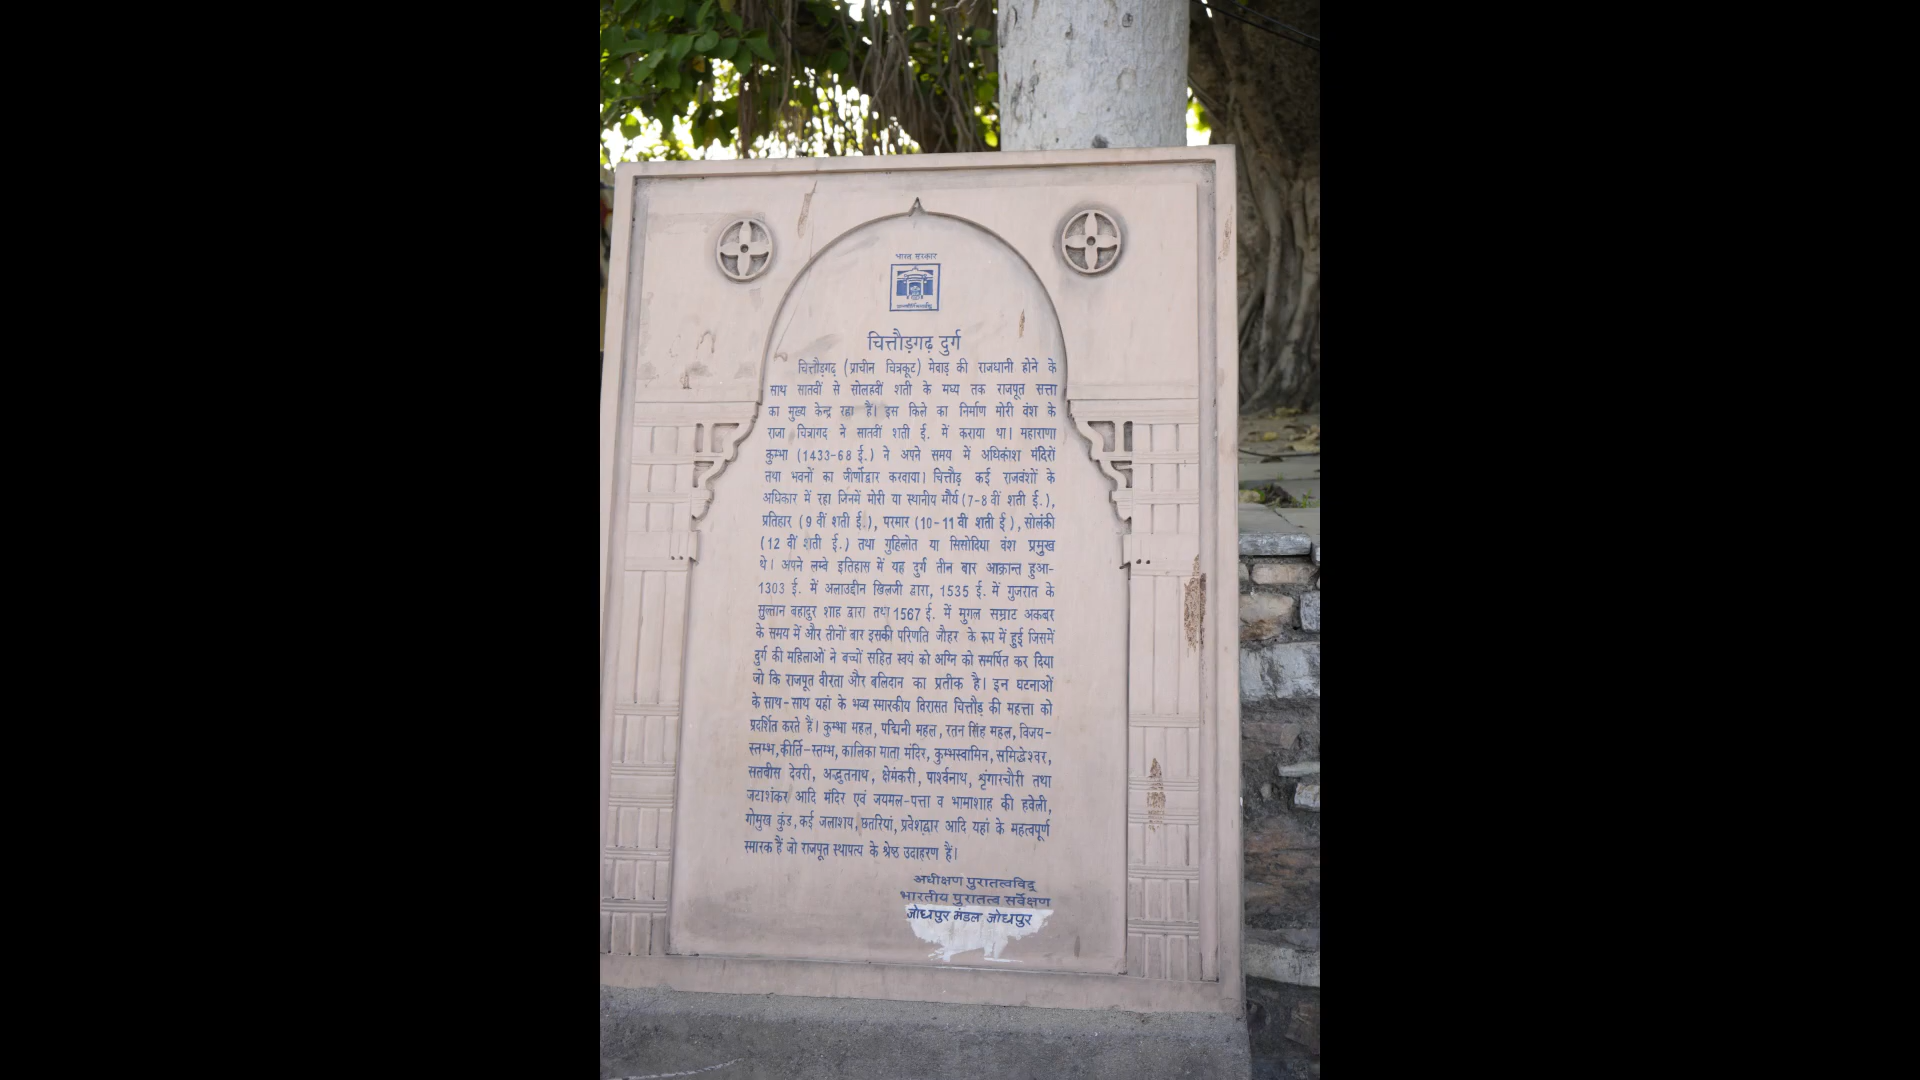 भारत सरकार
चित्तौड़गढ़ दुर्ग
चित्तौड़गढ़ (प्राचीन चित्रकूट) मेवाड़ की राजधानी होने के
साथ सातवीं से सोलहवीं शती के मध्य तक राजपूत सत्ता
का मुख्य केन्द्र रहा है। इस किले का निर्माण मोरी वंश के
राजा चित्रागद ने सातवीं शती ई. में कराया था। महाराणा
कुम्भा (1433-68 ई.) ने अपने समय में अधिकांश मंदिरों
तथा भवनों का जीर्णोद्वार करवाया। चित्तौड़ कई राजवंशों के
अधिकार में रहा जिनमें मोरी या स्थानीय मौर्य (7-8 वीं शती ई.),
प्रतिहार (9 वीं शती ई.), परमार (10-11 वी शती ई), सोलंकी
(12 वीं शती ई.) तथा गुहिलोत या सिसोदिया वंश प्रमुख
थे। अपने लम्बे इतिहास में यह दुर्ग तीन बार आक्रान्त हुआ-
1303 ई. में अलाउद्दीन खिलजी द्वारा, 1535 ई. में गुजरात के
सुल्तान बहादुर शाह द्वारा तथा 1567 ई. में मुगल सम्राट अकबर
के समय में और तीनों बार इसकी परिणति जौहर के रूप में हुई जिसमें
दुर्ग की महिलाओं ने बच्चों सहित स्वयं को अग्नि को समर्पित कर दिया
जो कि राजपूत वीरता और बलिदान का प्रतीक है। इन घटनाओं
के साथ-साथ यहां के भव्य स्मारकीय विरासत चित्तौड़ की महत्ता को
प्रदर्शित करते हैं। कुम्भा महल, पद्मिनी महल, रतन सिंह महल, विजय-
स्तम्भ, कीर्ति-स्तम्भ, कालिका माता मंदिर, कुम्भस्वामिन, समिद्धेश्वर,
सतबीस देवरी, अद्भुतनाथ, क्षेमंकरी, पार्श्वनाथ, श्रृंगारचौरी तथा
जटाशंकर आदि मंदिर एवं जयमल-पत्ता व भामाशाह की हवेली,
गोमुख कुंड, कई जलाशय, छतरियां, प्रवेशद्वार आदि यहां के महत्वपूर्ण
स्मारक हैं जो राजपूत स्थापत्य के श्रेष्ठ उदाहरण हैं।
अधीक्षण पुरातत्वविद्
भारतीय पुरातत्व सर्वेक्षण
जोधपुर मंडल जोधपुर